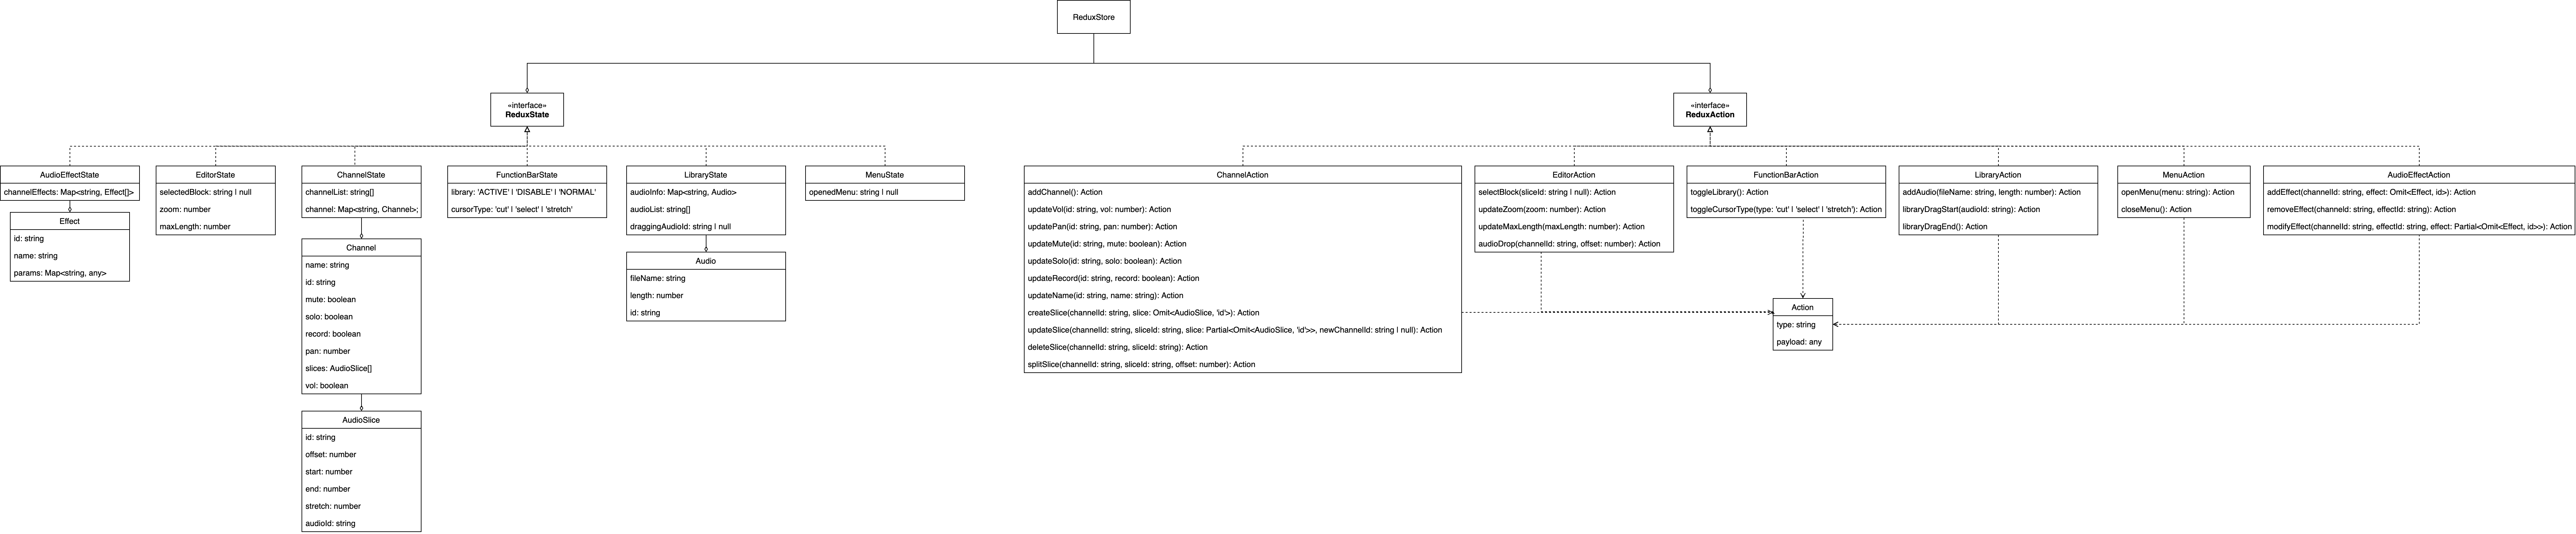 ReduxStore
«interface»
ReduxState
«interface»
ReduxAction
AudioEffectState
channelEffects: Map<string, Effect[]>
Effect
id: string
name: string
params: Map<string, any>
EditorState
selectedBlock: string | null
zoom: number
maxLength: number
ChannelState
channelList: string[]
channel: Map<string, Channel>;
Channel
name: string
id: string
mute: boolean
solo: boolean
record: boolean
pan: number
slices: AudioSlice[]
vol: boolean
AudioSlice
id: string
offset: number
start: number
end: number
stretch: number
audioId: string
FunctionBarState
library: 'ACTIVE' | 'DISABLE' | 'NORMAL'
cursorType: 'cut' | 'select' | 'stretch'
LibraryState
audioInfo: Map<string, Audio>
audioList: string[]
draggingAudioId: string | null
Audio
fileName: string
length: number
id: string
MenuState
openedMenu: string | null
ChannelAction
addChannel(): Action
updateVol(id: string, vol: number): Action
updatePan(id: string, pan: number): Action
updateMute(id: string, mute: boolean): Action
updateSolo(id: string, solo: boolean): Action
updateRecord(id: string, record: boolean): Action
updateName(id: string, name: string): Action
createSlice(channelId: string, slice: Omit<AudioSlice, 'id'>): Action
updateSlice(channelId: string, sliceId: string, slice: Partial<Omit<AudioSlice, 'id'>>, newChannelId: string | null): Action
deleteSlice(channelId: string, sliceId: string): Action
splitSlice(channelId: string, sliceId: string, offset: number): Action
EditorAction
selectBlock(sliceId: string | null): Action
updateZoom(zoom: number): Action
updateMaxLength(maxLength: number): Action
audioDrop(channelId: string, offset: number): Action
FunctionBarAction
toggleLibrary(): Action
toggleCursorType(type: 'cut' | 'select' | 'stretch'): Action
Action
type: string
payload: any
LibraryAction
addAudio(fileName: string, length: number): Action
libraryDragStart(audioId: string): Action
libraryDragEnd(): Action
MenuAction
openMenu(menu: string): Action
closeMenu(): Action
AudioEffectAction
addEffect(channelId: string, effect: Omit<Effect, id>): Action
removeEffect(channelId: string, effectId: string): Action
modifyEffect(channelId: string, effectId: string, effect: Partial<Omit<Effect, id>>): Action